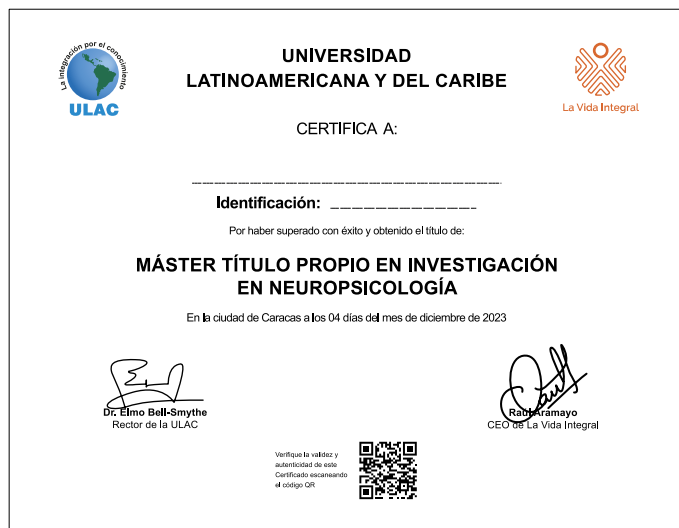 La integración por el conocimiento
ULAC
UNIVERSIDAD
LATINOAMERICANA Y DEL CARIBE
La Vida Integral
CERTIFICA A:
Identificación:
Por haber superado con éxito y obtenido el título de:
MÁSTER TÍTULO PROPIO EN INVESTIGACIÓN
EN NEUROPSICOLOGÍA
En la ciudad de Caracas a los 04 días del mes de diciembre de 2023
Dr. Elmo Bell-Smythe
Rector de la ULAC
Raúl Aramayo
CEO de La Vida Integral
Verifique la validez y
autenticidad de este
Certificado escaneando
el código QR